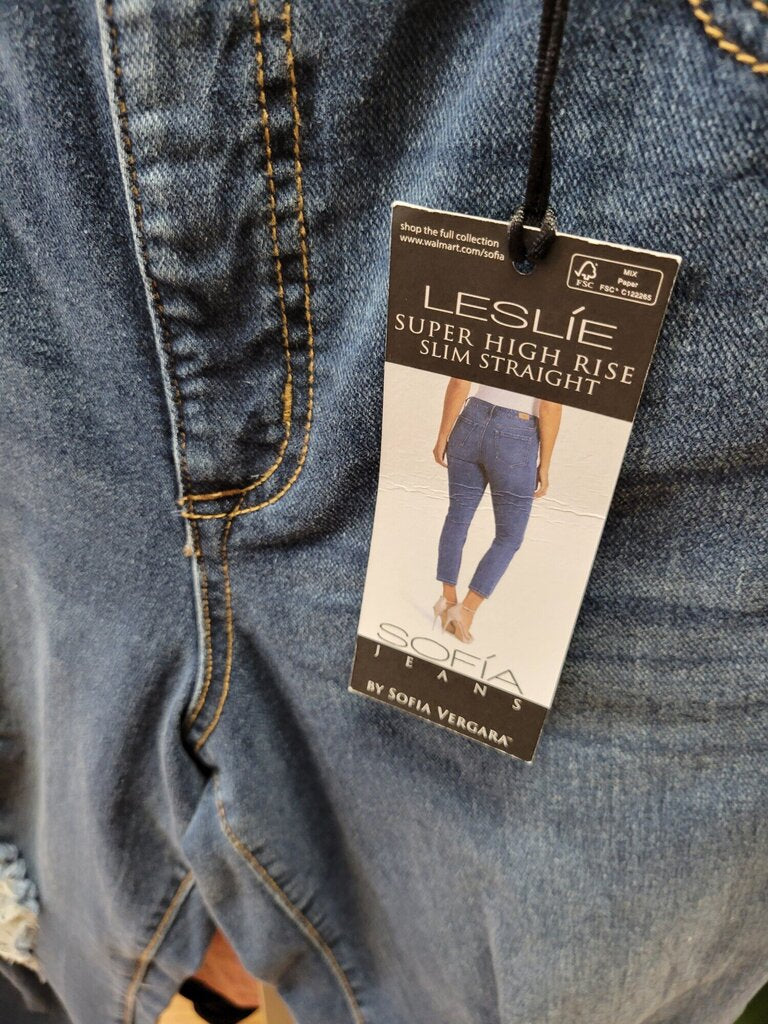 shop the full collection
www.walmart.com/sofia
FSC
MIX
Paper
FSC® C122265
LESLÍE
SUPER HIGH RISE
SLIM STRAIGHT
SOFÍA
JEANS
BY SOFIA VERGARA™